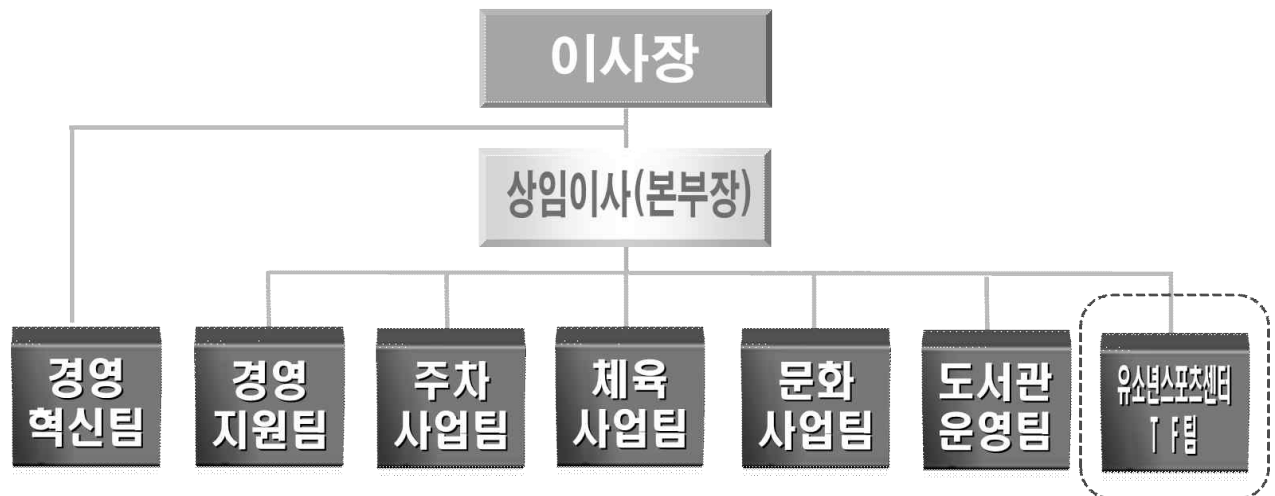 이사장
상임이사(본부장)
경영
혁신팀
경영
지원팀
주차
사업팀
체육
사업팀
문화
사업팀
도서관
운영팀
유소년스포츠센터
T F팀